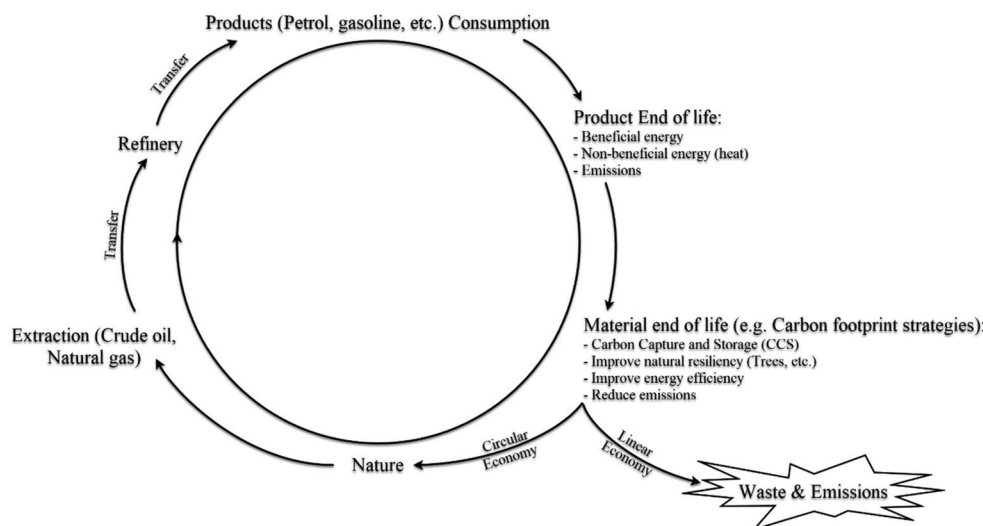 Products (Petrol, gasoline, etc.) Consumption
Transfer
Product End of life:
- Beneficial energy
- Non-beneficial energy (heat)
- Emissions
Refinery
Transfer
Extraction (Crude oil,
Natural gas)
Material end of life (e.g. Carbon footprint strategies):
- Carbon Capture and Storage (CCS)
- Improve natural resiliency (Trees, etc.)
- Improve energy efficiency
- Reduce emissions
Circular
Economy
Linear
Economy
Nature
Waste & Emissions